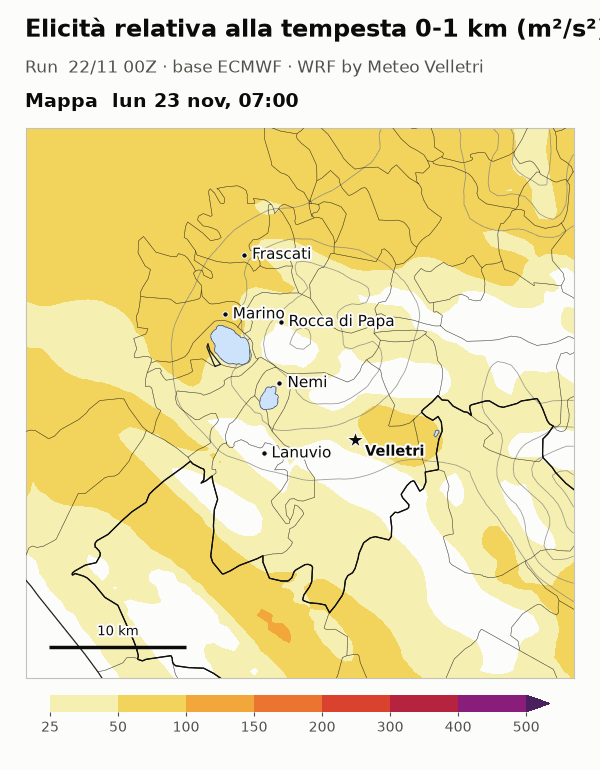 Elicità relativa alla tempesta 0-1 km (m²/s²)
Run  22/11 00Z · base ECMWF · WRF by Meteo Velletri
Mappa  lun 23 nov, 07:00
Frascati
Marino
Rocca di Papa
Nemi
Lanuvio
Velletri
10 km
25 50 100 150 200 300 400 500